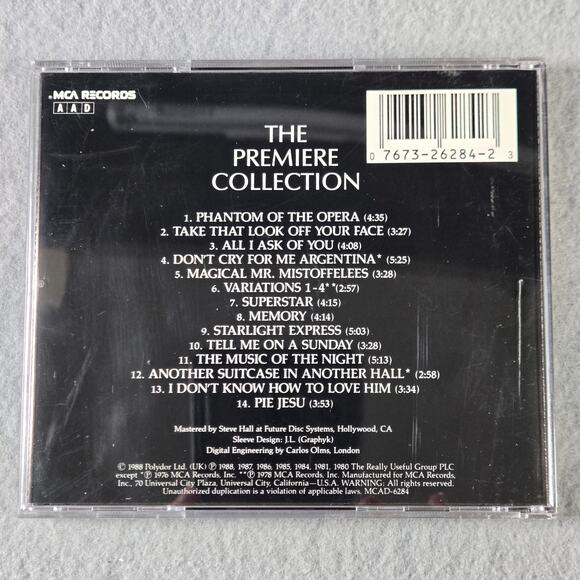 MCA RECORDS
AAD
0 7673-26284-2 3
THE
PREMIERE
COLLECTION
1. PHANTOM OF THE OPERA (4:35)
2. TAKE THAT LOOK OFF YOUR FACE (3:27)
3. ALL I ASK OF YOU (4:08)
4. DON'T CRY FOR ME ARGENTINA* (5:25)
5. MAGICAL MR. MISTOFFELEES (3:28)
6. VARIATIONS 1-4** (2:57)
7. SUPERSTAR (4:15)
8. MEMORY (4:14)
9. STARLIGHT EXPRESS (5:03)
10. TELL ME ON A SUNDAY (3:28)
11. THE MUSIC OF THE NIGHT (5:13)
12. ANOTHER SUITCASE IN ANOTHER HALL* (2:58)
13. I DON'T KNOW HOW TO LOVE HIM (3:34)
14. PIE JESU (3:53)
Mastered by Steve Hall at Future Disc Systems, Hollywood, CA
Sleeve Design: J.L. (Graphyk)
Digital Engineering by Carlos Olms, London
© 1988 Polydor Ltd. (UK) ℗ 1988, 1987, 1986, 1985, 1984, 1981, 1980 The Really Useful Group PLC
except *℗ 1976 MCA Records, Inc. **℗ 1978 MCA Records, Inc. Manufactured for MCA Records,
Inc., 70 Universal City Plaza, Universal City, California—U.S.A. WARNING: All rights reserved.
Unauthorized duplication is a violation of applicable laws. MCAD-6284